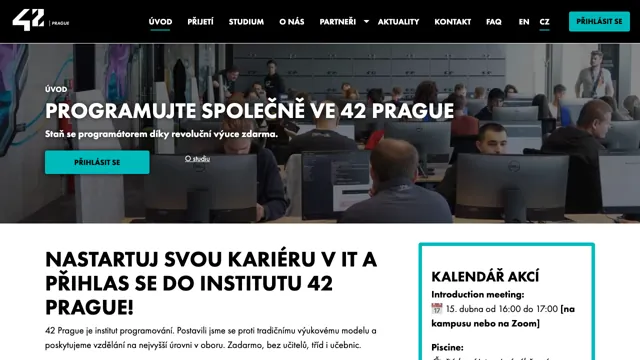 42 PRAGUE
ÚVOD PŘIJETÍ STUDIUM O NÁS PARTNEŘI AKTUALITY KONTAKT FAQ EN CZ PŘIHLÁSIT SE
ÚVOD
PROGRAMUJTE SPOLEČNĚ VE 42 PRAGUE
Staň se programátorem díky revoluční výuce zdarma.
PŘIHLÁSIT SE O studiu
NASTARTUJ SVOU KARIÉRU V IT A
PŘIHLAS SE DO INSTITUTU 42
PRAGUE!
42 Prague je institut programování. Postavili jsme se proti tradičnímu výukovému modelu a
poskytujeme vzdělání na nejvyšší úrovni v oboru. Zadarmo, bez učitelů, tříd i učebnic.
KALENDÁŘ AKCÍ
Introduction meeting:
15. dubna od 16:00 do 17:00 [na
kampusu nebo na Zoom]
Piscine: